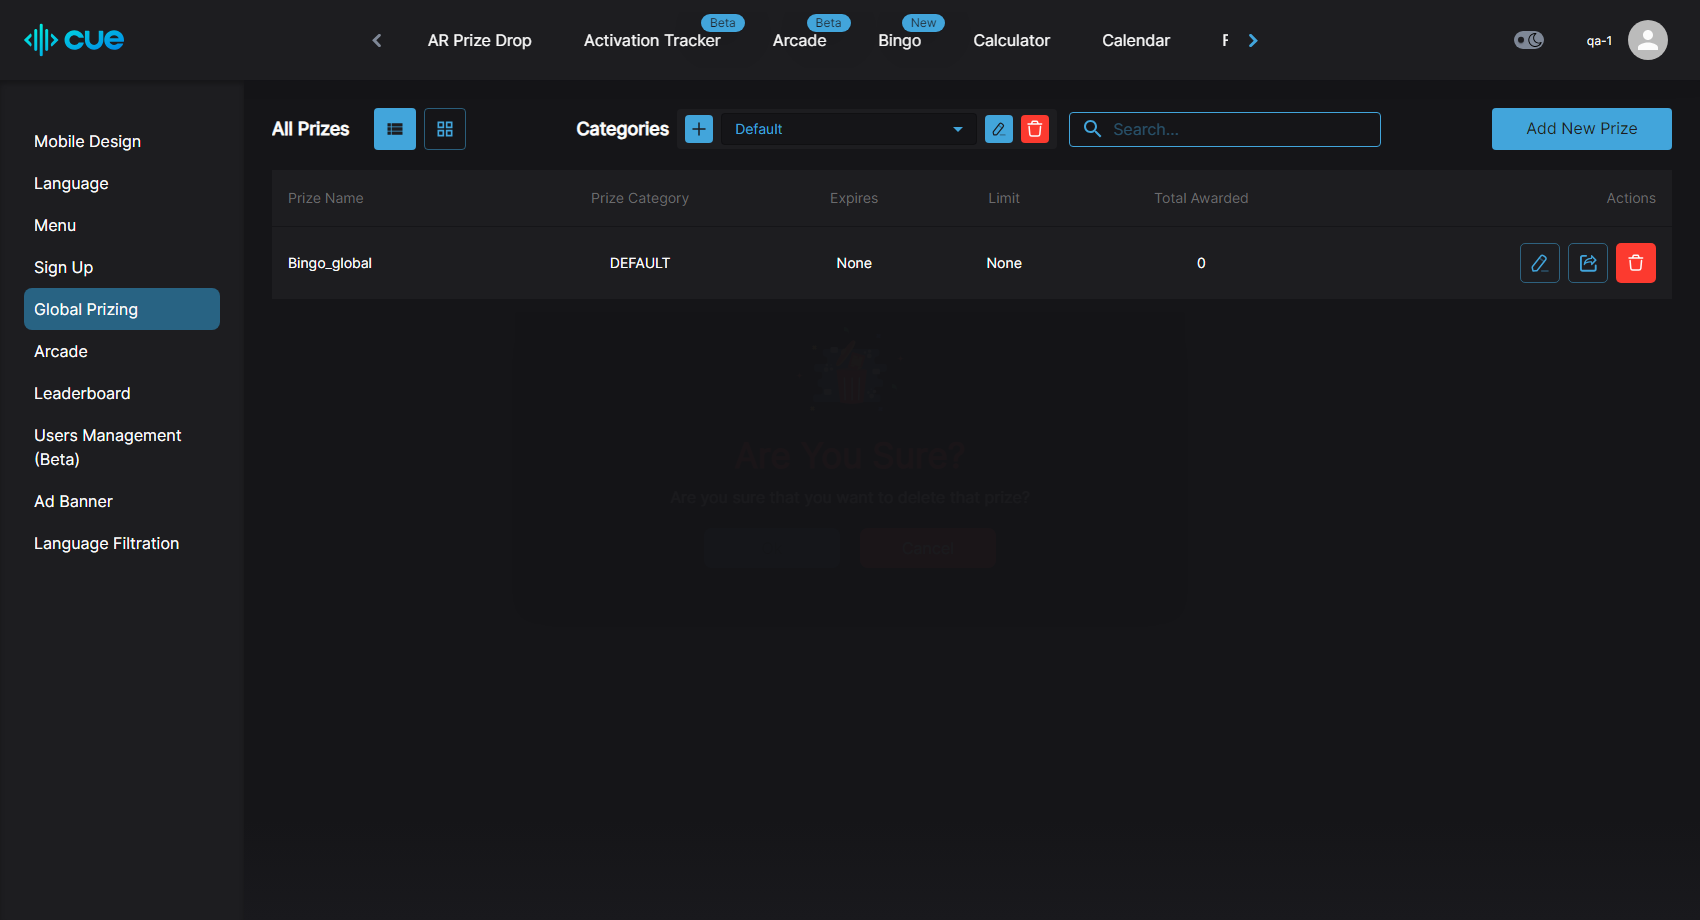 cue
AR Prize Drop
Activation Tracker
Beta
Arcade
Beta
Bingo
New
Calculator
Calendar
qa-1
Mobile Design
Language
Menu
Sign Up
Global Prizing
Arcade
Leaderboard
Users Management
(Beta)
Ad Banner
Language Filtration
All Prizes
Categories
Default
Search...
Add New Prize
Prize Name Prize Category Expires Limit Total Awarded Actions
Bingo_global DEFAULT None None 0
Are You Sure?
Are you sure that you want to delete that prize?